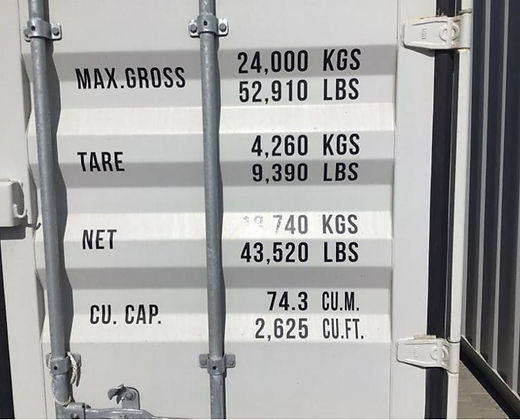 MAX.GROSS 24,000 KGS
52,910 LBS
TARE 4,260 KGS
9,390 LBS
NET 740 KGS
43,520 LBS
CU. CAP. 74.3 CU.M.
2,625 CU.FT.